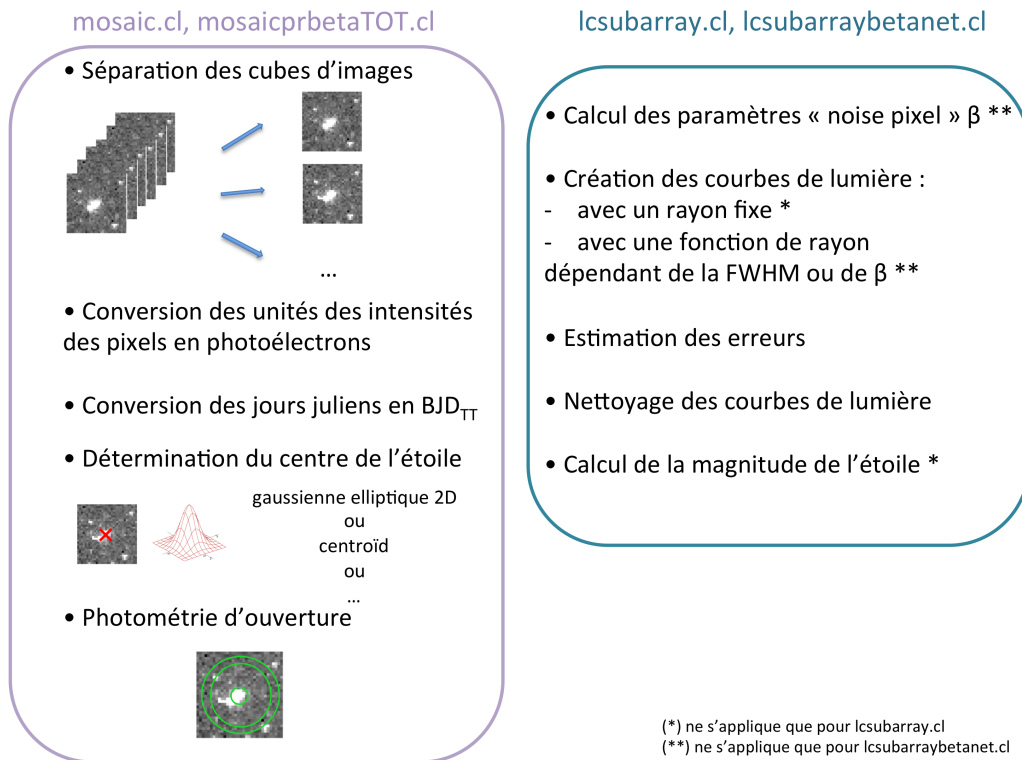 mosaic.cl, mosaicprbetaTOT.cl
• Séparation des cubes d’images
...
• Conversion des unités des intensités
des pixels en photoélectrons
• Conversion des jours juliens en BJD_TT
• Détermination du centre de l’étoile
gaussienne elliptique 2D
ou
centroïd
ou
...
• Photométrie d’ouverture
lcsubarray.cl, lcsubarraybetanet.cl
• Calcul des paramètres « noise pixel » β **
• Création des courbes de lumière :
- avec un rayon fixe *
- avec une fonction de rayon
dépendant de la FWHM ou de β **
• Estimation des erreurs
• Nettoyage des courbes de lumière
• Calcul de la magnitude de l’étoile *
(*) ne s’applique que pour lcsubarray.cl
(**) ne s’applique que pour lcsubarraybetanet.cl